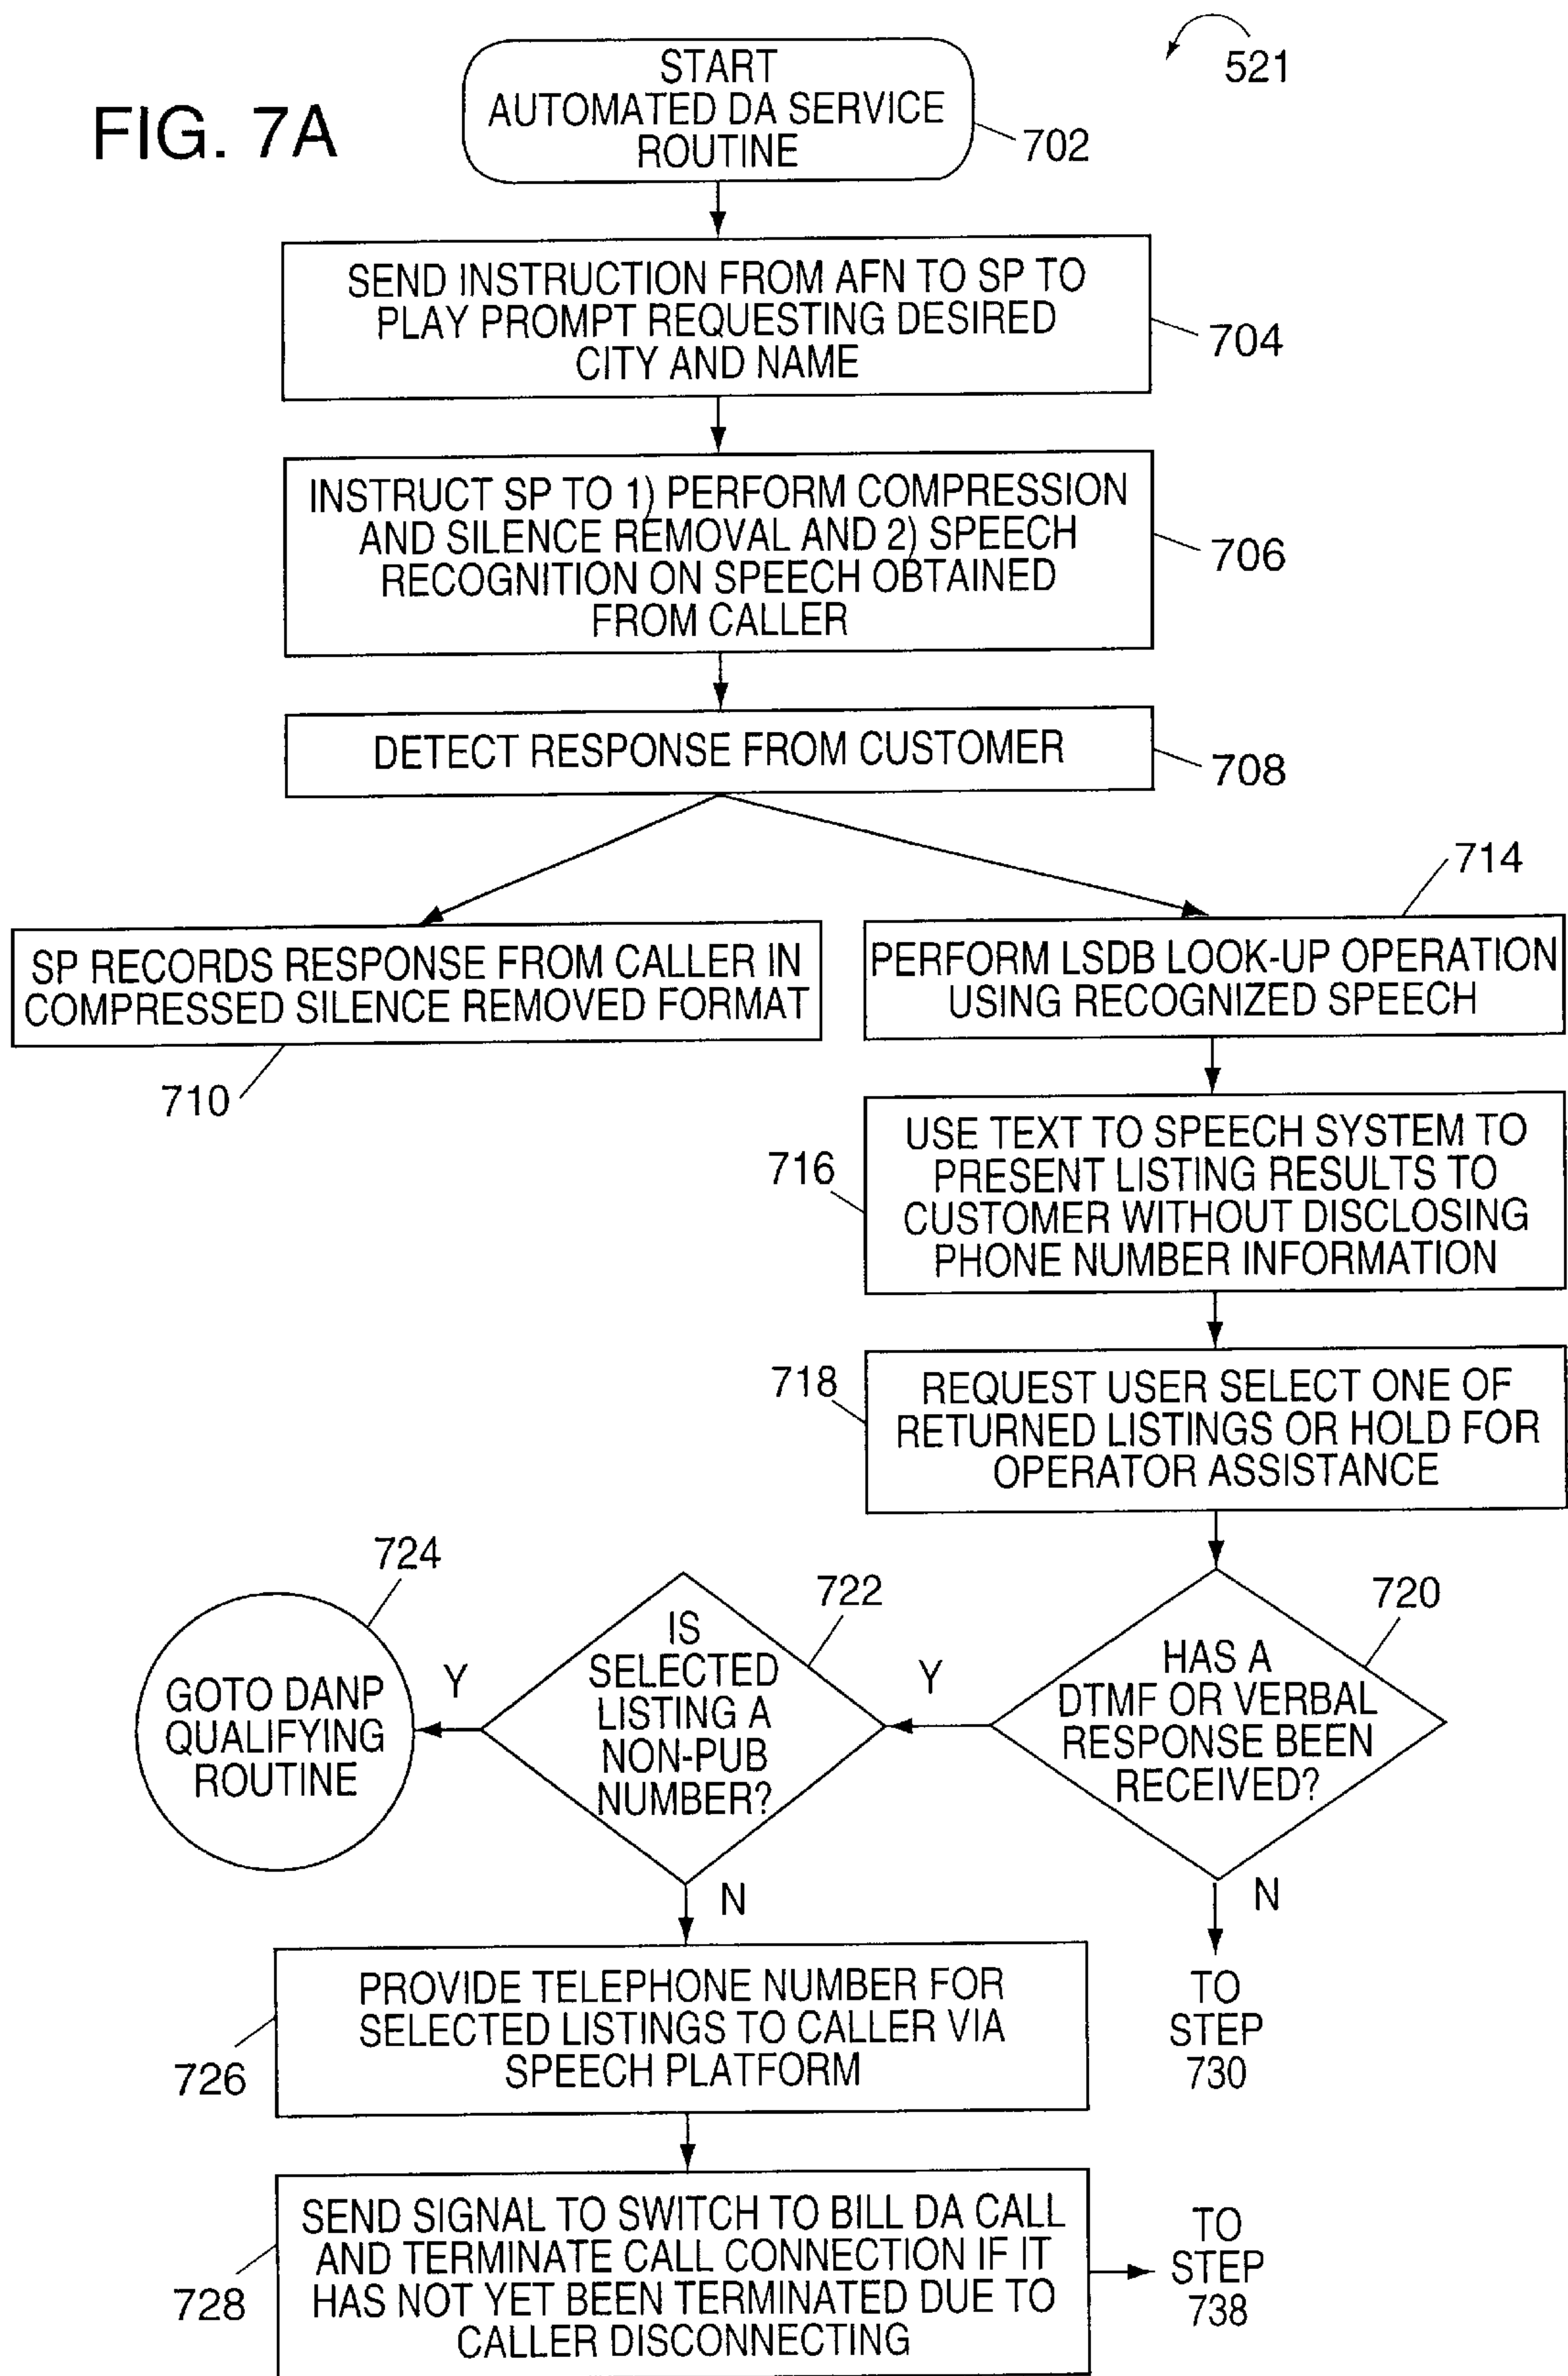 FIG. 7A
521
START
AUTOMATED DA SERVICE
ROUTINE
702
SEND INSTRUCTION FROM AFN TO SP TO
PLAY PROMPT REQUESTING DESIRED
CITY AND NAME
704
INSTRUCT SP TO 1) PERFORM COMPRESSION
AND SILENCE REMOVAL AND 2) SPEECH
RECOGNITION ON SPEECH OBTAINED
FROM CALLER
706
DETECT RESPONSE FROM CUSTOMER
708
SP RECORDS RESPONSE FROM CALLER IN
COMPRESSED SILENCE REMOVED FORMAT
710
714
PERFORM LSDB LOOK-UP OPERATION
USING RECOGNIZED SPEECH
716
USE TEXT TO SPEECH SYSTEM TO
PRESENT LISTING RESULTS TO
CUSTOMER WITHOUT DISCLOSING
PHONE NUMBER INFORMATION
718
REQUEST USER SELECT ONE OF
RETURNED LISTINGS OR HOLD FOR
OPERATOR ASSISTANCE
720
HAS A
DTMF OR VERBAL
RESPONSE BEEN
RECEIVED?
Y
N
TO
STEP
730
722
IS
SELECTED
LISTING A
NON-PUB
NUMBER?
Y
N
724
GOTO DANP
QUALIFYING
ROUTINE
PROVIDE TELEPHONE NUMBER FOR
SELECTED LISTINGS TO CALLER VIA
SPEECH PLATFORM
726
SEND SIGNAL TO SWITCH TO BILL DA CALL
AND TERMINATE CALL CONNECTION IF IT
HAS NOT YET BEEN TERMINATED DUE TO
CALLER DISCONNECTING
728
TO
STEP
738